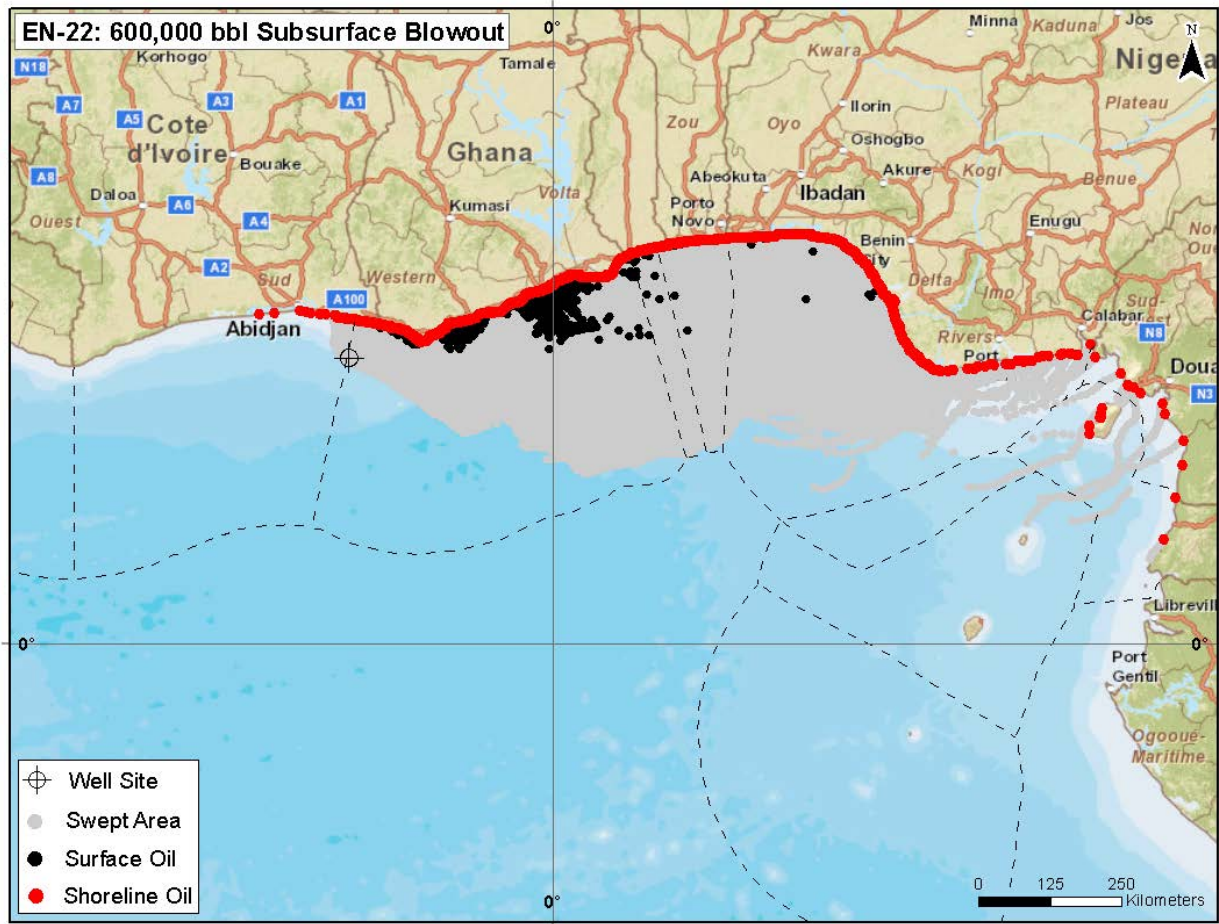 EN-22: 600,000 bbl Subsurface Blowout
0°
N
Minna
Kaduna
Jos
Korhogo
Tamale
Kwara
Nigeria
N18
A7
A3
A1
Zou
Oyo
Ilorin
Plateau
A5
Cote
d'Ivoire
Bouake
Ghana
Oshogbo
A8
Daloa
Volta
Abeokuta
Akure
Kogi
Benue
A6
Kumasi
Porto
Novo
Ibadan
Ouest
A4
Enugu
Benin
City
A2
Sud
Western
Delta
Imo
A100
Abidjan
Calabar
Rivers
Port
N8
Doua
N3
Librevill
0°
0°
Port
Gentil
Ogooué-
Maritime
Well Site
Swept Area
Surface Oil
Shoreline Oil
0°
0 125 250
Kilometers